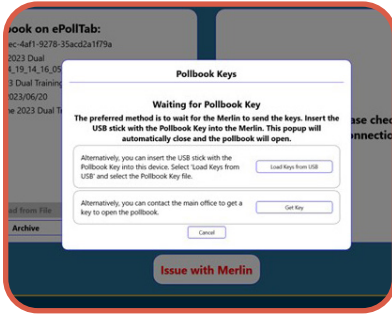 book on ePollTab:
ec-4af1-9278-35acd2a1f79a
2023 Dual
4_19_14_16_05
3 Dual Training
023/06/20
ne 2023 Dual Tr
Pollbook Keys
Waiting for Pollbook Key
The preferred method is to wait for the Merlin to send the keys. Insert the
USB stick with the Pollbook Key into the Merlin. This popup will
automatically close and the pollbook will open.
Alternatively, you can insert the USB stick with the
Pollbook Key into this device. Select 'Load Keys from
USB' and select the Pollbook Key file.
Load Keys from USB
Alternatively, you can contact the main office to get a
key to open the pollbook.
Get Key
Cancel
ase chec
onnectio
ad from File
Archive
Issue with Merlin